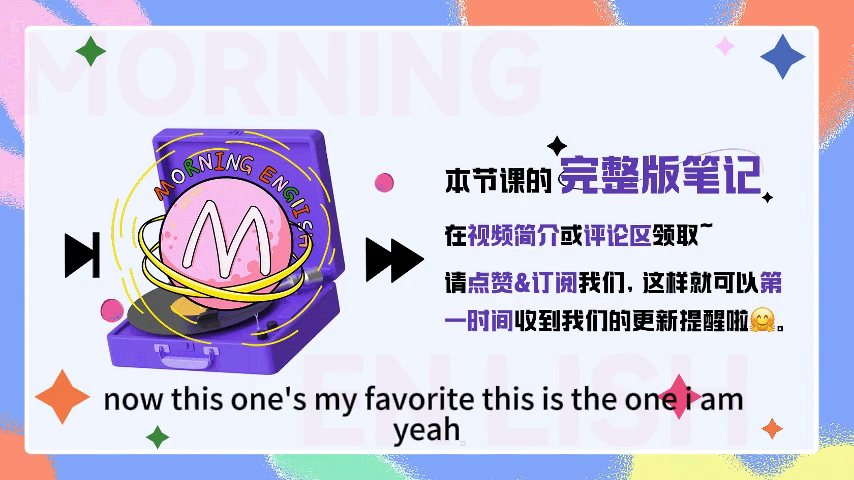 MORNING
MORNING ENGLISH
M
本节课的 完整版笔记
在视频简介或评论区领取~
请点赞&订阅我们，这样就可以第
一时间收到我们的更新提醒啦🤗。
EN LISH
now this one's my favorite this is the one i am
yeah